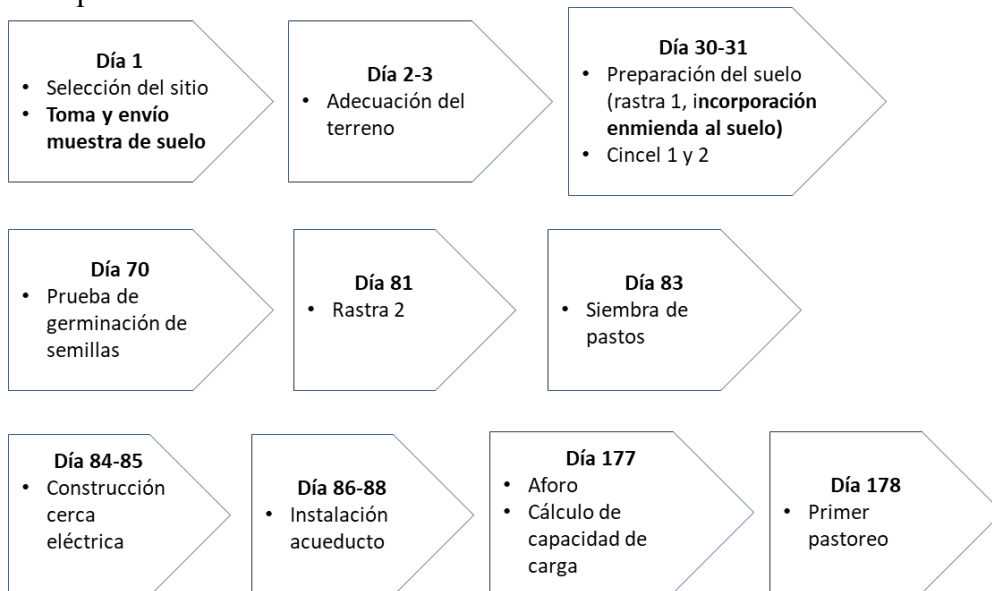 Día 1
• Selección del sitio
• Toma y envío
muestra de suelo
Día 2-3
• Adecuación del
terreno
Día 30-31
• Preparación del suelo
(rastra 1, incorporación
enmienda al suelo)
• Cincel 1 y 2
Día 70
• Prueba de
germinación de
semillas
Día 81
• Rastra 2
Día 83
• Siembra de
pastos
Día 84-85
• Construcción
cerca
eléctrica
Día 86-88
• Instalación
acueducto
Día 177
• Aforo
• Cálculo de
capacidad de
carga
Día 178
• Primer
pastoreo